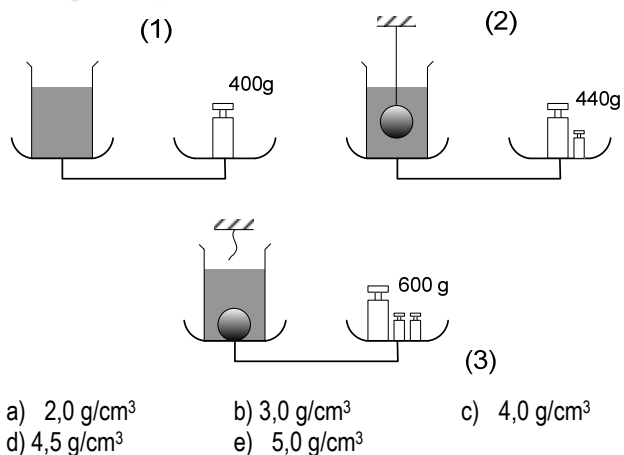 (1)
(2)
400g
440g
600 g
(3)
a) 2,0 g/cm³ b) 3,0 g/cm³ c) 4,0 g/cm³
d) 4,5 g/cm³ e) 5,0 g/cm³